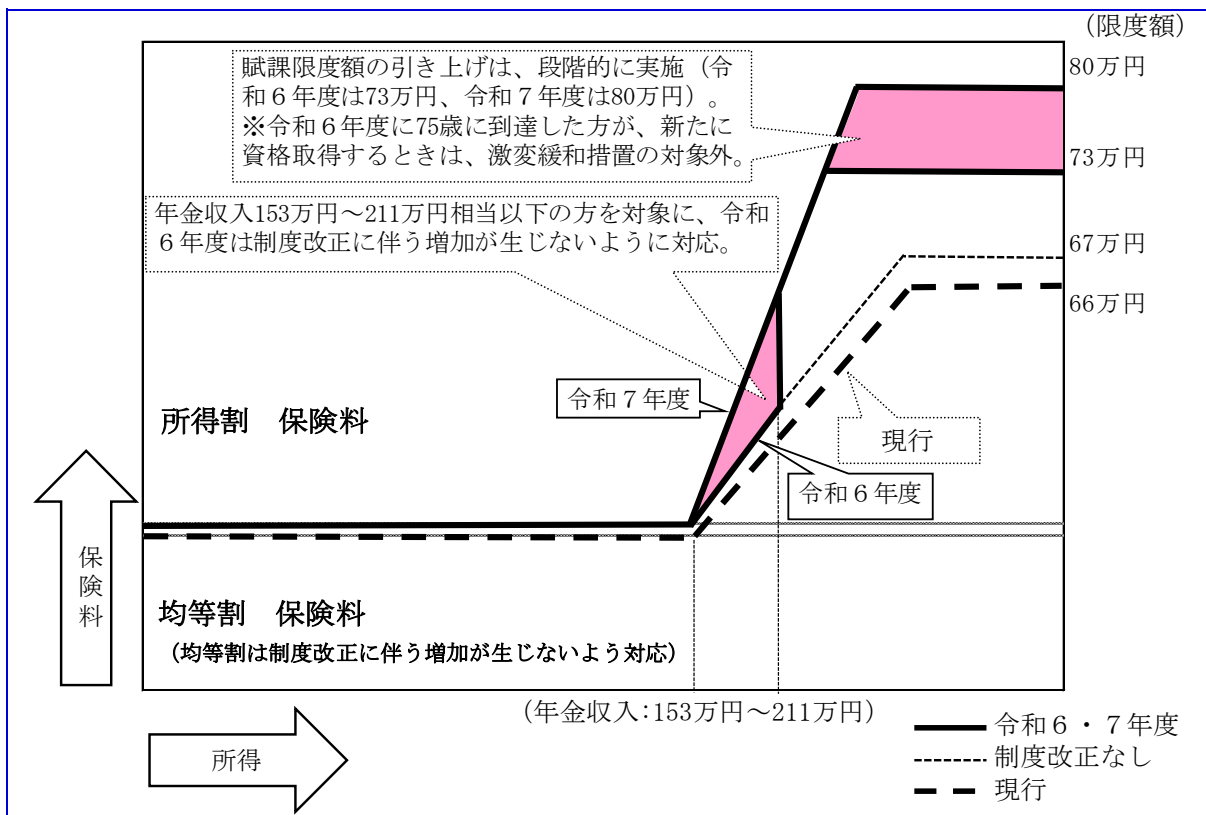 (限度額)
賦課限度額の引き上げは、段階的に実施（令
和６年度は73万円、令和７年度は80万円）。
※令和６年度に75歳に到達した方が、新たに
資格取得するときは、激変緩和措置の対象外。
80万円
73万円
年金収入153万円～211万円相当以下の方を対象に、令和
６年度は制度改正に伴う増加が生じないように対応。
67万円
66万円
令和７年度
所得割　保険料
現行
令和６年度
保険料
均等割　保険料
（均等割は制度改正に伴う増加が生じないよう対応）
（年金収入：153万円～211万円）
所得
令和６・７年度
制度改正なし
現行